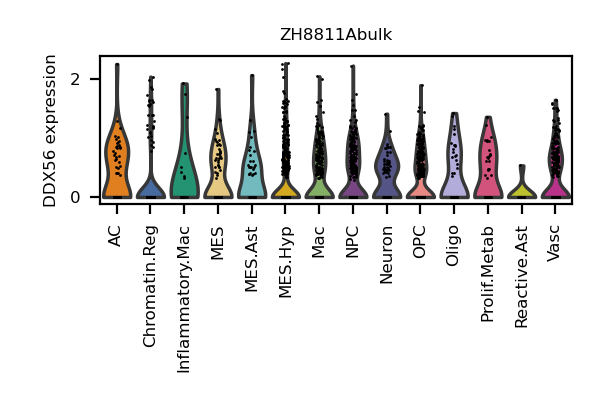 ZH8811Abulk
DDX56 expression
2
0
AC
Chromatin.Reg
Inflammatory.Mac
MES
MES.Ast
MES.Hyp
Mac
NPC
Neuron
OPC
Oligo
Prolif.Metab
Reactive.Ast
Vasc